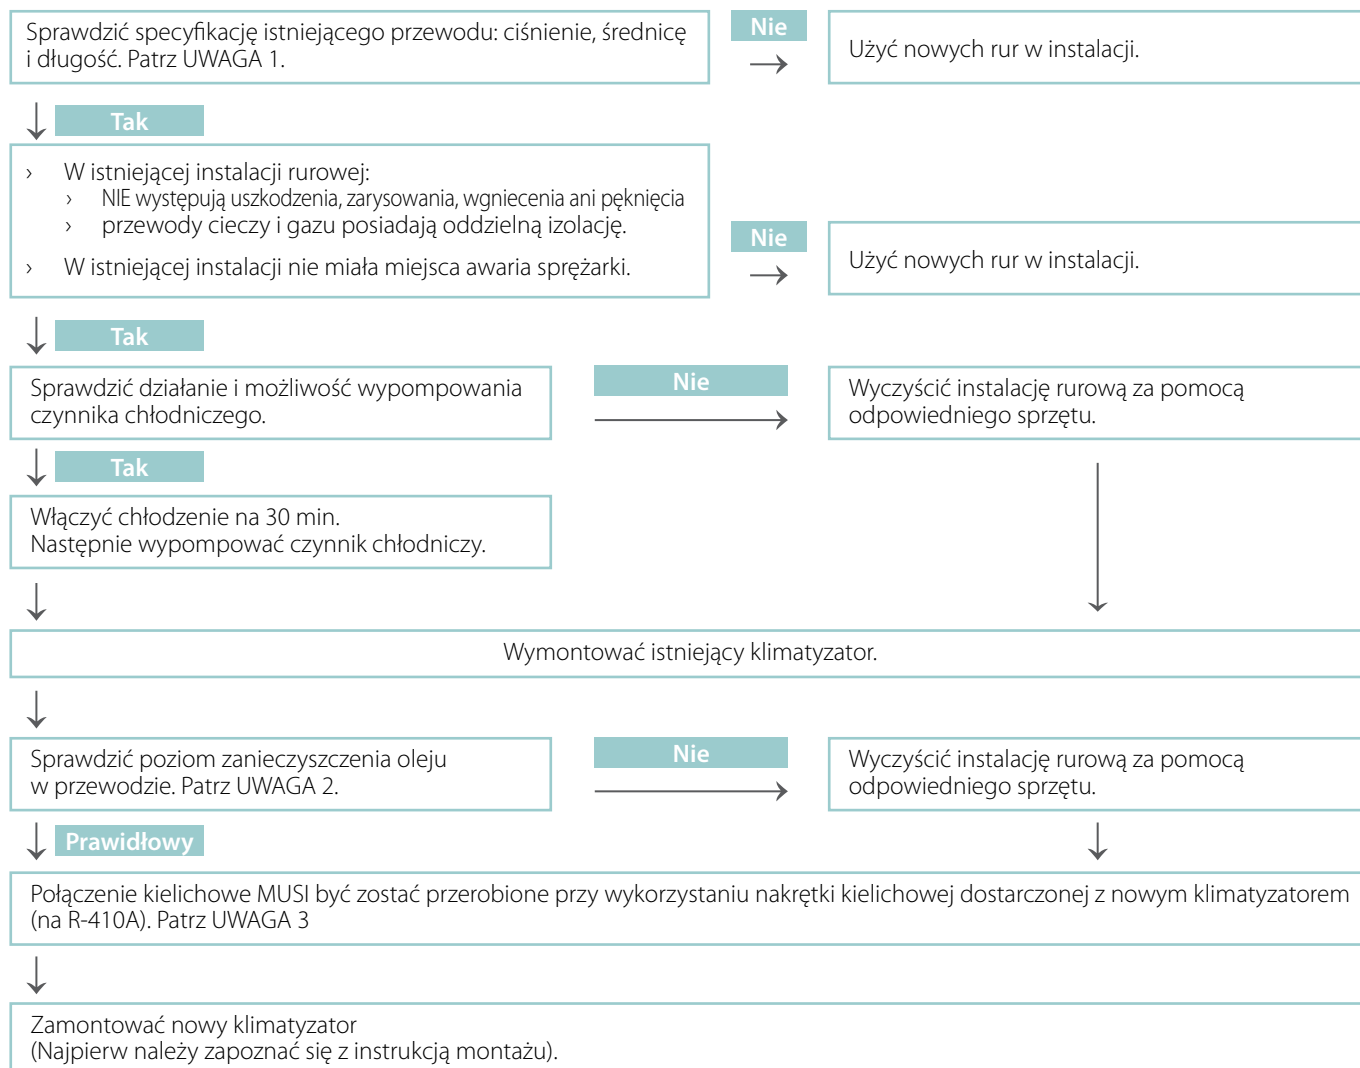 Sprawdzić specyfikację istniejącego przewodu: ciśnienie, średnicę
i długość. Patrz UWAGA 1.
Nie
Użyć nowych rur w instalacji.
Tak
› W istniejącej instalacji rurowej:
› NIE występują uszkodzenia, zarysowania, wgniecenia ani pęknięcia
› przewody cieczy i gazu posiadają oddzielną izolację.
› W istniejącej instalacji nie miała miejsca awaria sprężarki.
Nie
Użyć nowych rur w instalacji.
Tak
Sprawdzić działanie i możliwość wypompowania
czynnika chłodniczego.
Nie
Wyczyścić instalację rurową za pomocą
odpowiedniego sprzętu.
Tak
Włączyć chłodzenie na 30 min.
Następnie wypompować czynnik chłodniczy.
Wymontować istniejący klimatyzator.
Sprawdzić poziom zanieczyszczenia oleju
w przewodzie. Patrz UWAGA 2.
Nie
Wyczyścić instalację rurową za pomocą
odpowiedniego sprzętu.
Prawidłowy
Połączenie kielichowe MUSI być zostać przerobione przy wykorzystaniu nakrętki kielichowej dostarczonej z nowym klimatyzatorem
(na R-410A). Patrz UWAGA 3
Zamontować nowy klimatyzator
(Najpierw należy zapoznać się z instrukcją montażu).